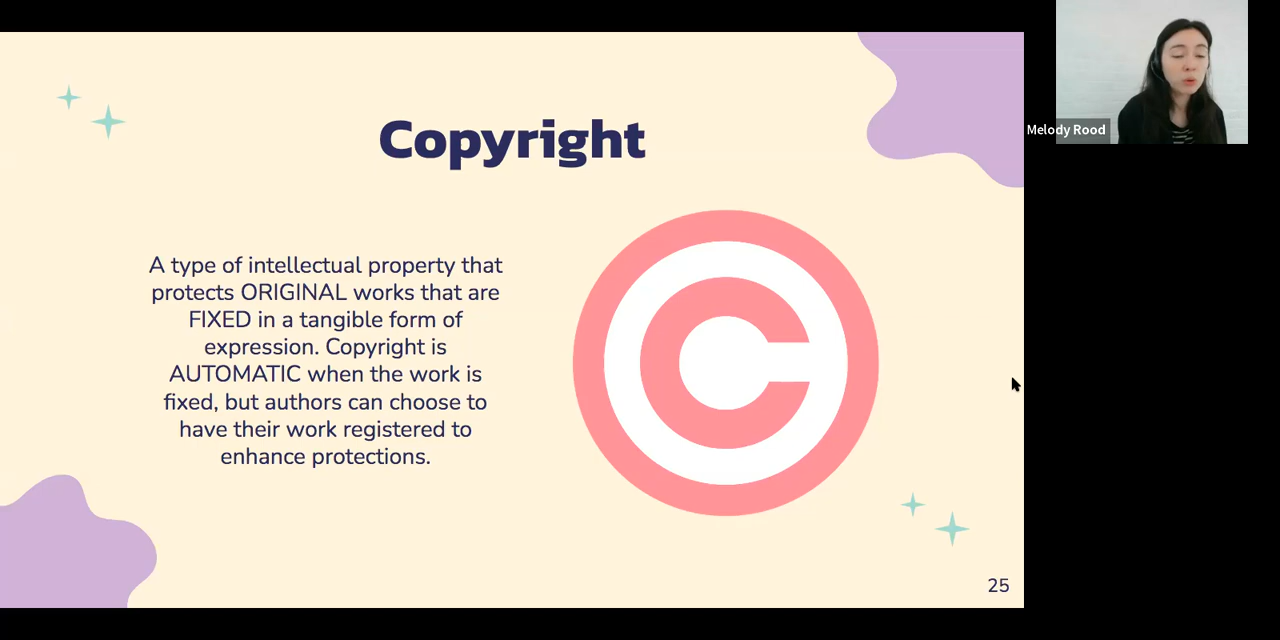 Copyright
A type of intellectual property that
protects ORIGINAL works that are
FIXED in a tangible form of
expression. Copyright is
AUTOMATIC when the work is
fixed, but authors can choose to
have their work registered to
enhance protections.
25
Melody Rood